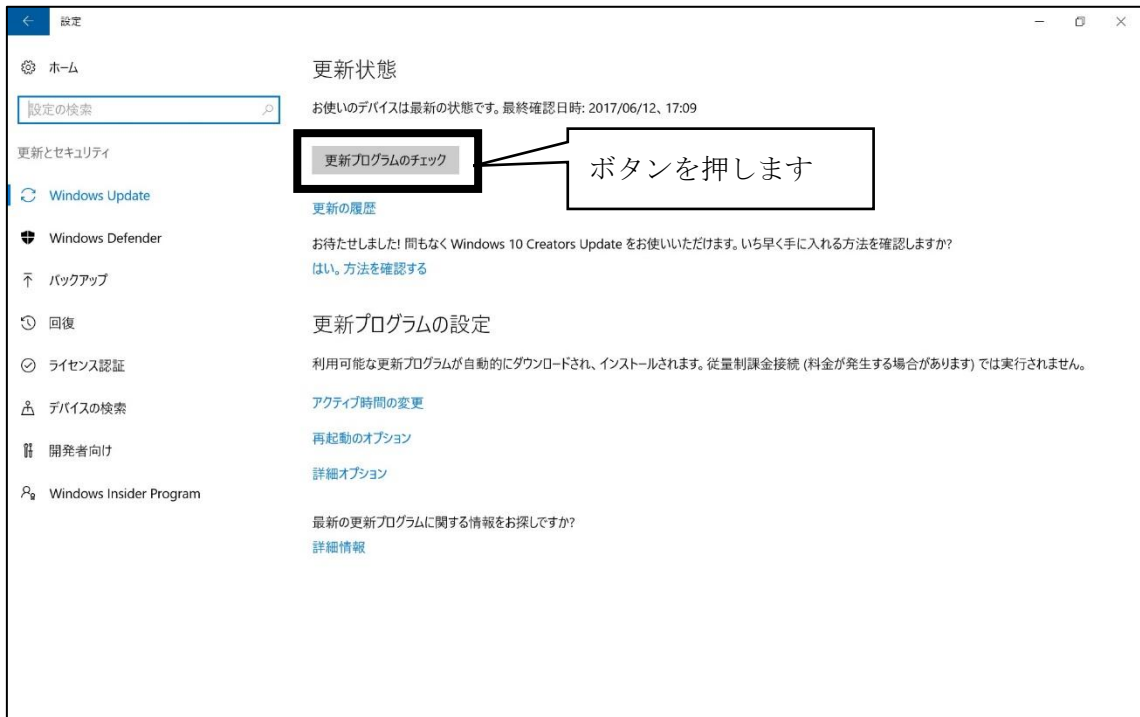 設定
ホーム
設定の検索
更新とセキュリティ
Windows Update
Windows Defender
バックアップ
回復
ライセンス認証
デバイスの検索
開発者向け
Windows Insider Program
更新状態
お使いのデバイスは最新の状態です。最終確認日時: 2017/06/12、17:09
更新プログラムのチェック
ボタンを押します
更新の履歴
お待たせしました! 間もなく Windows 10 Creators Update をお使いいただけます。いち早く手に入れる方法を確認しますか?
はい。方法を確認する
更新プログラムの設定
利用可能な更新プログラムが自動的にダウンロードされ、インストールされます。従量制課金接続 (料金が発生する場合があります) では実行されません。
アクティブ時間の変更
再起動のオプション
詳細オプション
最新の更新プログラムに関する情報をお探しですか?
詳細情報